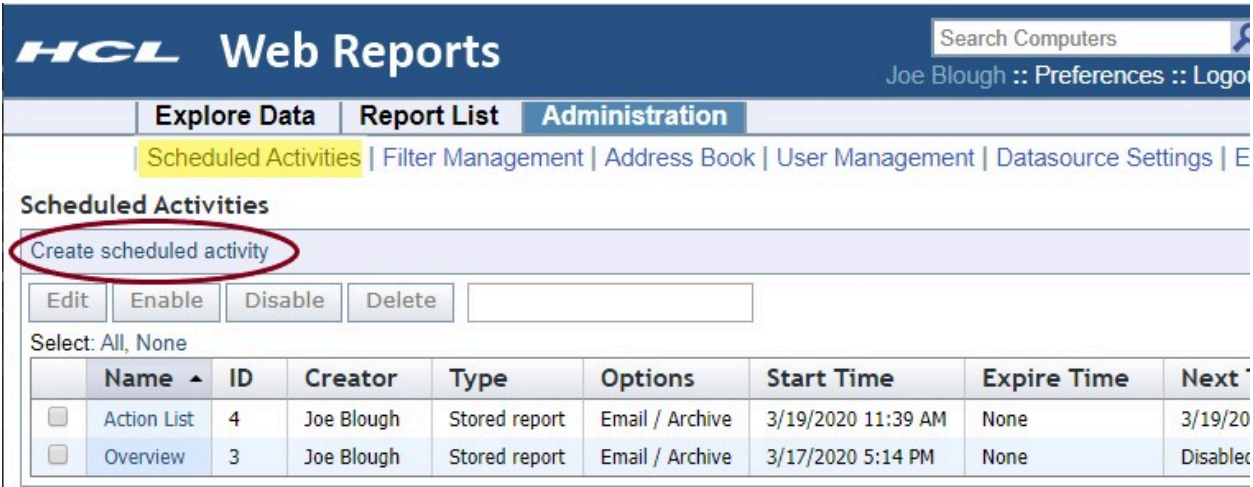 HCL Web Reports
Search Computers
Joe Blough :: Preferences :: Logou
Explore Data Report List Administration
Scheduled Activities | Filter Management | Address Book | User Management | Datasource Settings | E
Scheduled Activities
Create scheduled activity
Edit Enable Disable Delete
Select: All, None
Name ID Creator Type Options Start Time Expire Time Next
Action List 4 Joe Blough Stored report Email / Archive 3/19/2020 11:39 AM None 3/19/20
Overview 3 Joe Blough Stored report Email / Archive 3/17/2020 5:14 PM None Disabled